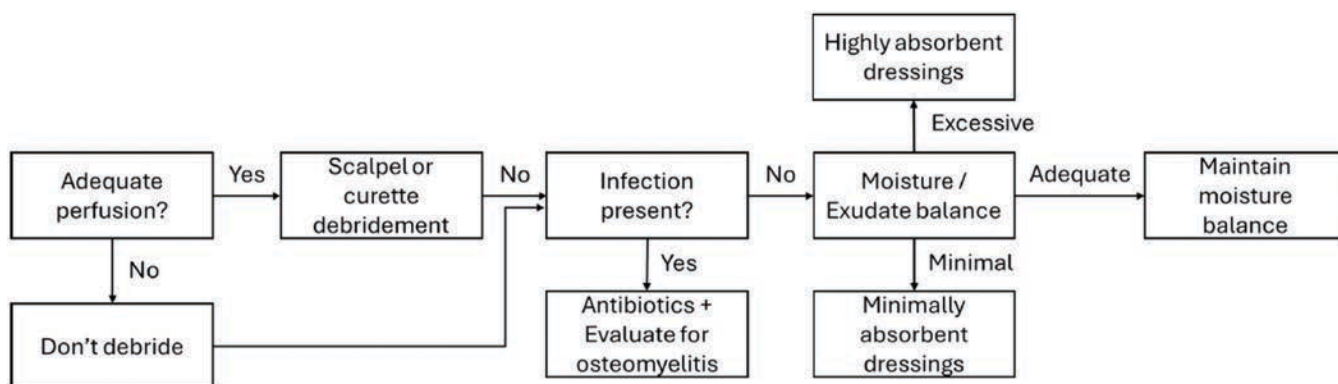 Highly absorbent
dressings
Excessive
Adequate
perfusion?
Yes
Scalpel or
curette
debridement
No
Infection
present?
No
Moisture /
Exudate balance
Adequate
Maintain
moisture
balance
No
Yes
Minimal
Don't debride
Antibiotics +
Evaluate for
osteomyelitis
Minimally
absorbent
dressings